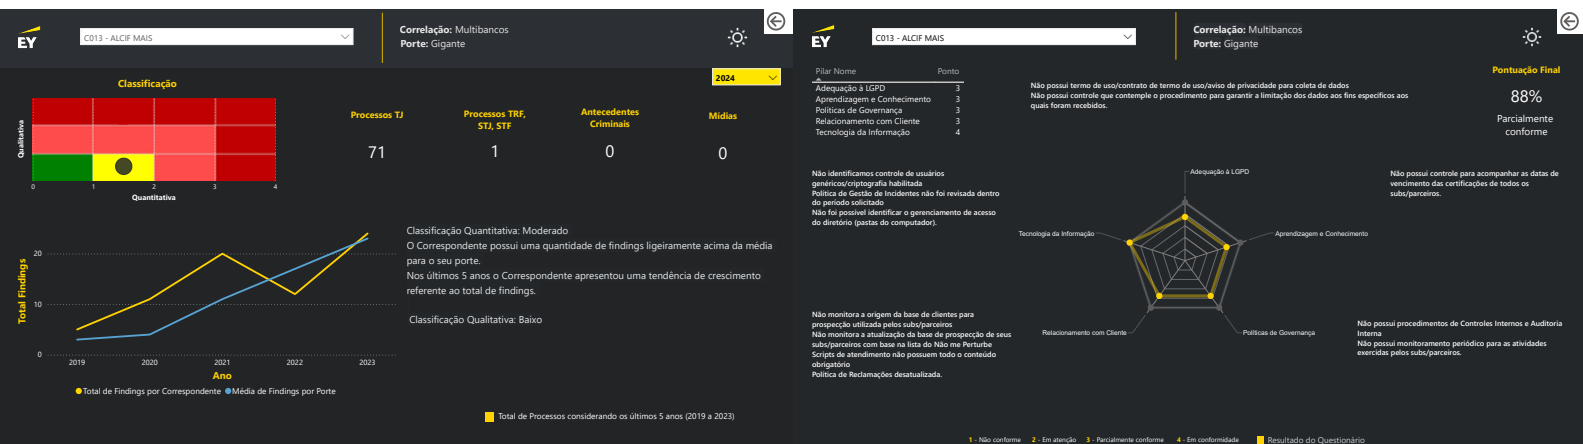 EY
C013 - ALCIF MAIS
Correlação: Multibancos
Porte: Gigante
2024
Classificação
Qualitativa
0 1 2 3 4
Quantitativa
Processos TJ
71
Processos TRF,
STJ, STF
1
Antecedentes
Criminais
0
Mídias
0
Total Findings
20
10
0
2019 2020 2021 2022 2023
Ano
Total de Findings por Correspondente Média de Findings por Porte
Classificação Quantitativa: Moderado
O Correspondente possui uma quantidade de findings ligeiramente acima da média
para o seu porte.
Nos últimos 5 anos o Correspondente apresentou uma tendência de crescimento
referente ao total de findings.
Classificação Qualitativa: Baixo
Total de Processos considerando os últimos 5 anos (2019 a 2023)
EY
C013 - ALCIF MAIS
Correlação: Multibancos
Porte: Gigante
Pilar Nome Ponto
Adequação à LGPD 3
Aprendizagem e Conhecimento 3
Políticas de Governança 3
Relacionamento com Cliente 3
Tecnologia da Informação 4
Não possui termo de uso/contrato de termo de uso/aviso de privacidade para coleta de dados
Não possui controle que contemple o procedimento para garantir a limitação dos dados aos fins específicos aos
quais foram recebidos.
Pontuação Final
88%
Parcialmente
conforme
Não identificamos controle de usuários
genéricos/criptografia habilitada
Política de Gestão de Incidentes não foi revisada dentro
do período solicitado
Não foi possível identificar o gerenciamento de acesso
do diretório (pastas do computador).
Adequação à LGPD
Aprendizagem e Conhecimento
Políticas de Governança
Relacionamento com Cliente
Tecnologia da Informação
Não possui controle para acompanhar as datas de
vencimento das certificações de todos os
subs/parceiros.
Não monitora a origem da base de clientes para
prospecção utilizada pelos subs/parceiros
Não monitora a atualização da base de prospecção de seus
subs/parceiros com base na lista do Não me Perturbe
Scripts de atendimento não possuem todo o conteúdo
obrigatório
Política de Reclamações desatualizada.
Não possui procedimentos de Controles Internos e Auditoria
Interna
Não possui monitoramento periódico para as atividades
exercidas pelos subs/parceiros.
1 - Não conforme 2 - Em atenção 3 - Parcialmente conforme 4 - Em conformidade Resultado do Questionário